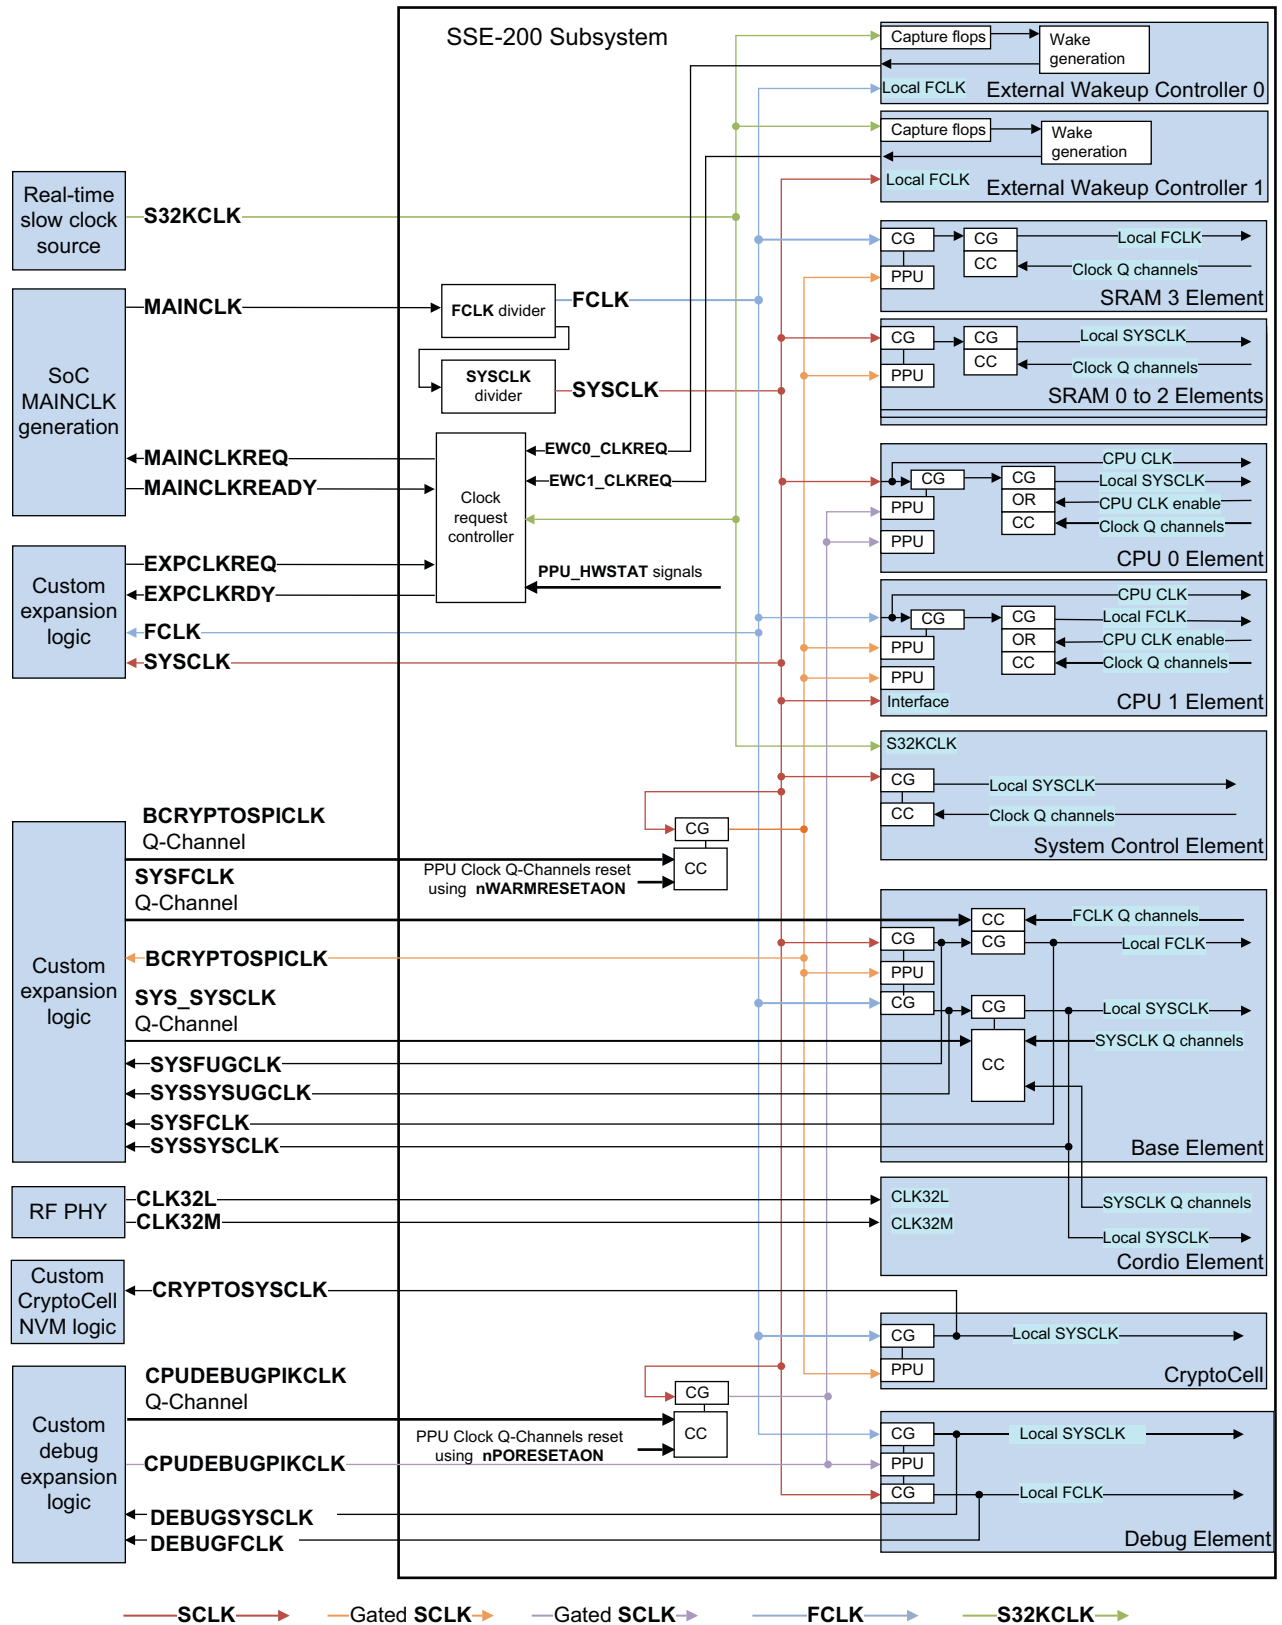 SSE-200 Subsystem
Capture flops
Wake
generation
Local FCLK
External Wakeup Controller 0
Capture flops
Wake
generation
Local FCLK
External Wakeup Controller 1
Real-time
slow clock
source
S32KCLK
CG
CG
Local FCLK
PPU
CC
Clock Q channels
SRAM 3 Element
SoC
MAINCLK
generation
MAINCLK
FCLK divider
FCLK
SYSCLK
divider
SYSCLK
CG
CG
Local SYSCLK
PPU
CC
Clock Q channels
SRAM 0 to 2 Elements
MAINCLKREQ
MAINCLKREADY
Clock
request
controller
EWC0_CLKREQ
EWC1_CLKREQ
PPU_HWSTAT signals
CPU CLK
CG
CG
Local SYSCLK
PPU
OR
CPU CLK enable
PPU
CC
Clock Q channels
CPU 0 Element
Custom
expansion
logic
EXPCLKREQ
EXPCLKRDY
FCLK
SYSCLK
CPU CLK
CG
CG
Local FCLK
PPU
OR
CPU CLK enable
PPU
CC
Clock Q channels
Interface
CPU 1 Element
S32KCLK
CG
Local SYSCLK
CC
Clock Q channels
System Control Element
Custom
expansion
logic
BCRYPTOSPICLK
Q-Channel
CG
CC
PPU Clock Q-Channels reset
using nWARMRESETAON
SYSFCLK
Q-Channel
BCRYPTOSPICLK
SYS_SYSCLK
Q-Channel
SYSFUGCLK
SYSSYSUGCLK
SYSFCLK
SYSSYSCLK
CC
FCLK Q channels
CG
CG
Local FCLK
PPU
CG
CG
Local SYSCLK
CC
SYSCLK Q channels
Base Element
RF PHY
CLK32L
CLK32M
CLK32L
CLK32M
SYSCLK Q channels
Local SYSCLK
Cordio Element
Custom
CryptoCell
NVM logic
CRYPTOSYSCLK
CG
Local SYSCLK
PPU
CryptoCell
Custom
debug
expansion
logic
CPUDEBUGPIKCLK
Q-Channel
CG
CC
PPU Clock Q-Channels reset
using nPORESETAON
CPUDEBUGPIKCLK
DEBUGSYSCLK
DEBUGFCLK
CG
Local SYSCLK
PPU
CG
Local FCLK
Debug Element
SCLK
Gated SCLK
Gated SCLK
FCLK
S32KCLK